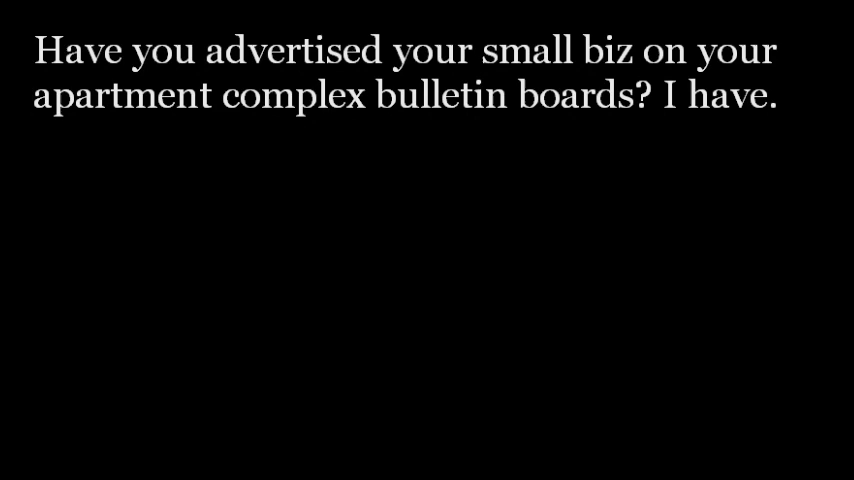 Have you advertised your small biz on your
apartment complex bulletin boards? I have.